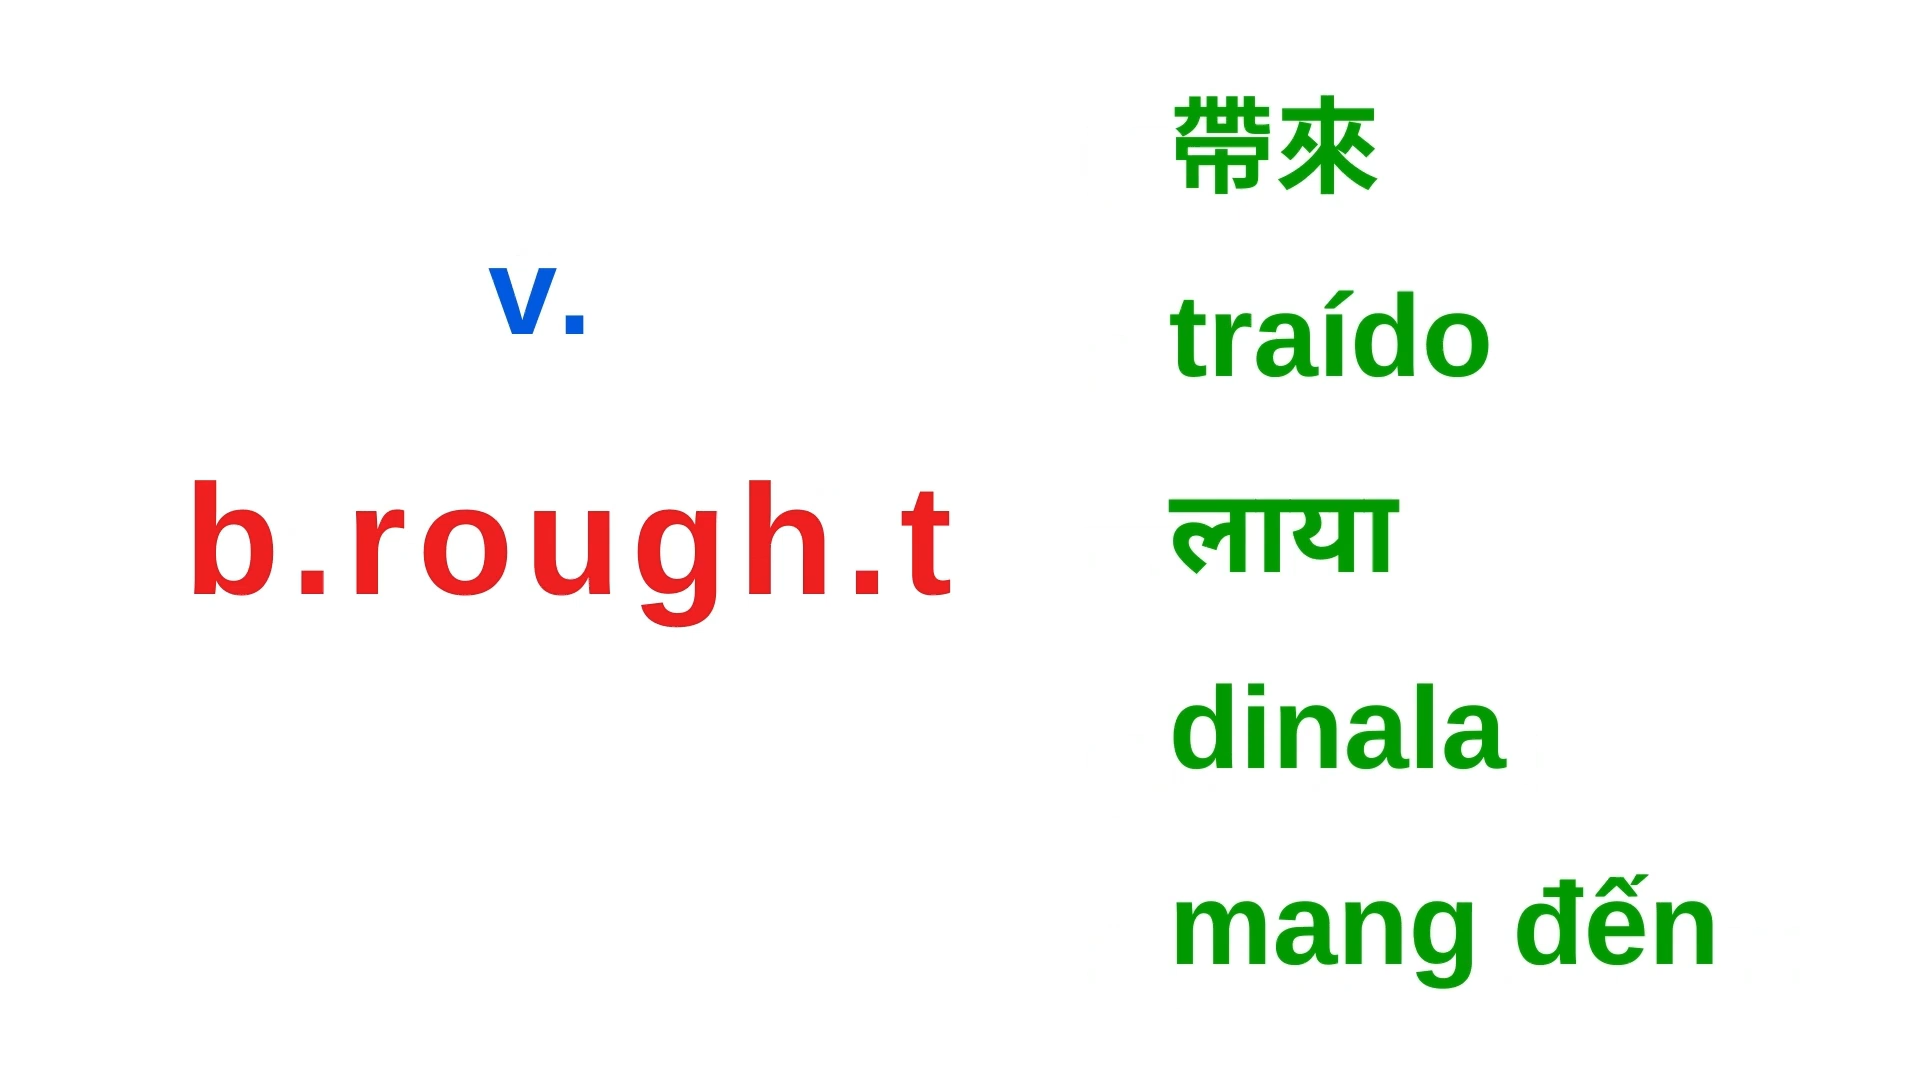 v.
b.rough.t
帶來
traído
लाया
dinala
mang đến